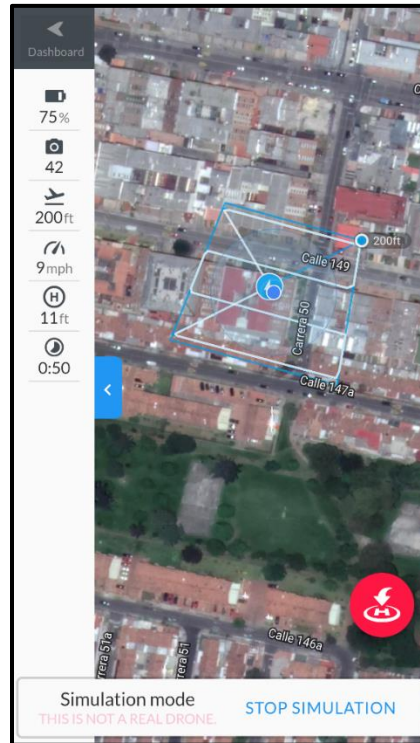 Dashboard
75%
42
200ft
9mph
H
11ft
0:50
200ft
Calle 149
Carrera 50
Calle 147a
Calle 146a
Carrera 51
rrera 51a
H
Simulation mode
THIS IS NOT A REAL DRONE.
STOP SIMULATION